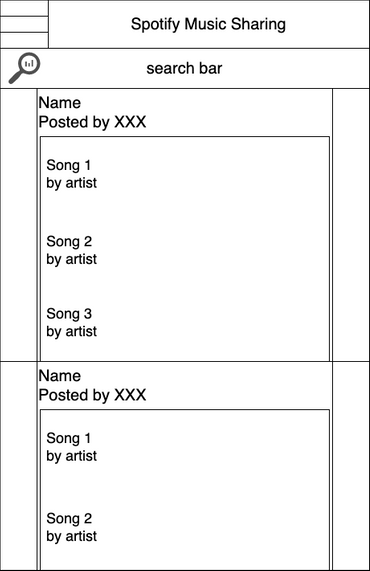 Spotify Music Sharing
search bar
Name
Posted by XXX
Song 1
by artist
Song 2
by artist
Song 3
by artist
Name
Posted by XXX
Song 1
by artist
Song 2
by artist